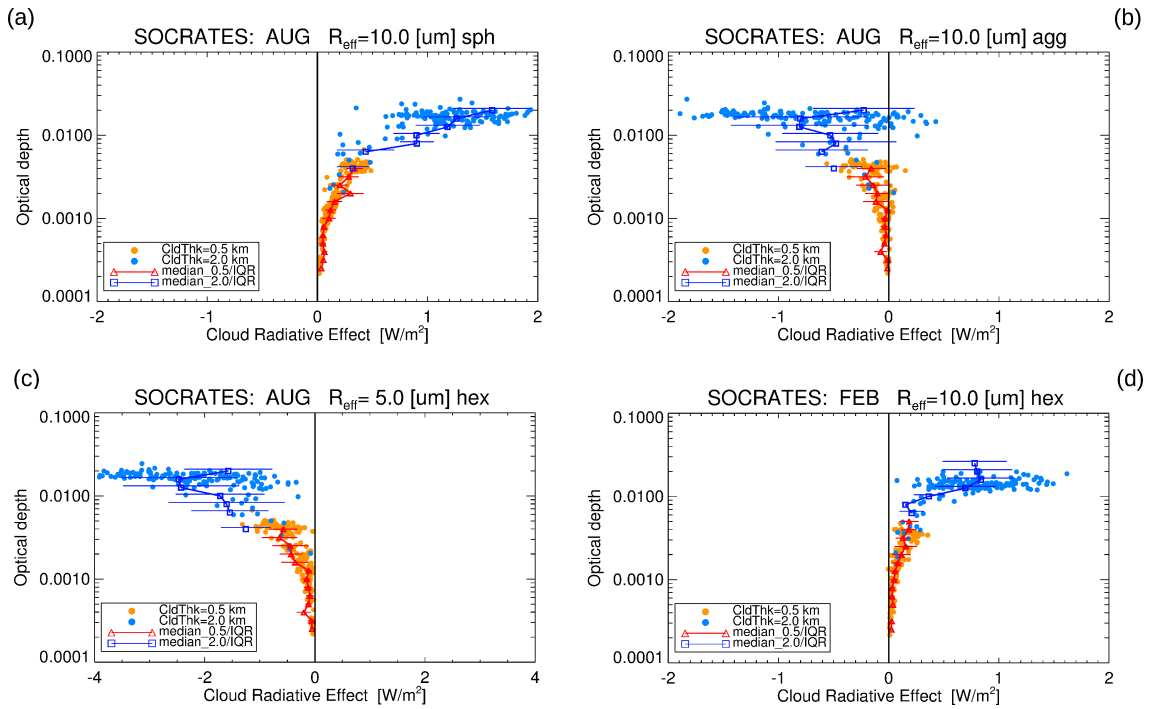 (a)
SOCRATES: AUG R_eff=10.0 [um] sph
0.1000
0.0100
0.0010
0.0001
Optical depth
CldThk=0.5 km
CldThk=2.0 km
median_0.5/IQR
median_2.0/IQR
-2 -1 0 1 2
Cloud Radiative Effect [W/m²]
(b)
SOCRATES: AUG R_eff=10.0 [um] agg
0.1000
0.0100
0.0010
0.0001
Optical depth
CldThk=0.5 km
CldThk=2.0 km
median_0.5/IQR
median_2.0/IQR
-2 -1 0 1 2
Cloud Radiative Effect [W/m²]
(c)
SOCRATES: AUG R_eff= 5.0 [um] hex
0.1000
0.0100
0.0010
0.0001
Optical depth
CldThk=0.5 km
CldThk=2.0 km
median_0.5/IQR
median_2.0/IQR
-4 -2 0 2 4
Cloud Radiative Effect [W/m²]
(d)
SOCRATES: FEB R_eff=10.0 [um] hex
0.1000
0.0100
0.0010
0.0001
Optical depth
CldThk=0.5 km
CldThk=2.0 km
median_0.5/IQR
median_2.0/IQR
-2 -1 0 1 2
Cloud Radiative Effect [W/m²]